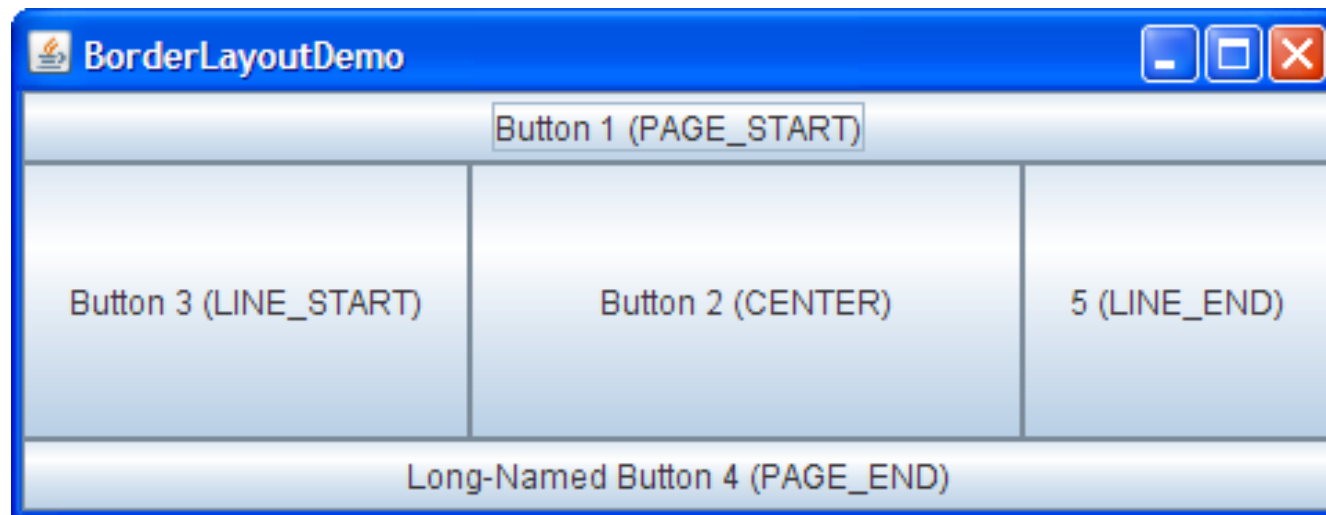 BorderLayoutDemo
Button 1 (PAGE_START)
Button 3 (LINE_START)
Button 2 (CENTER)
5 (LINE_END)
Long-Named Button 4 (PAGE_END)